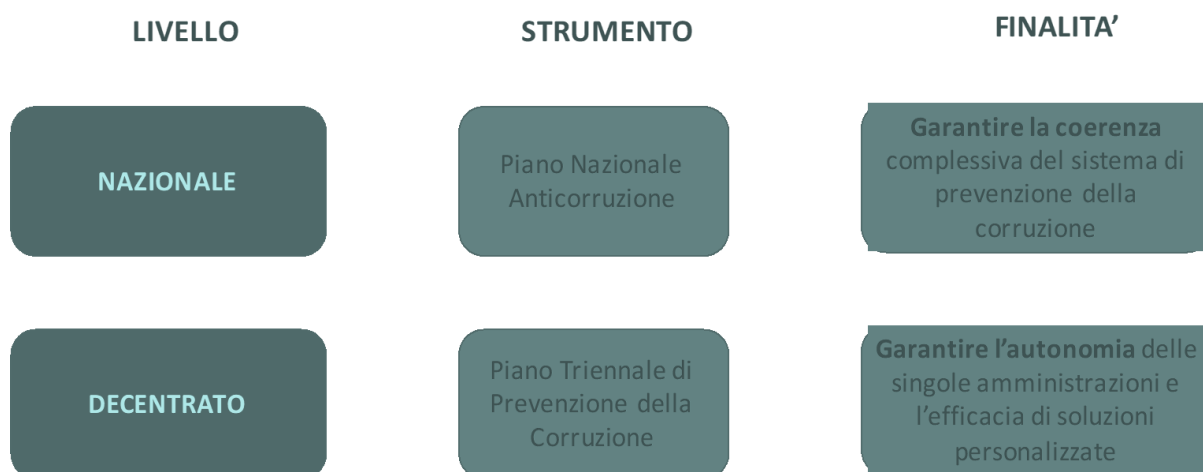 LIVELLO
STRUMENTO
FINALITA’
NAZIONALE
Piano Nazionale
Anticorruzione
Garantire la coerenza
complessiva del sistema di
prevenzione della
corruzione
DECENTRATO
Piano Triennale di
Prevenzione della
Corruzione
Garantire l’autonomia delle
singole amministrazioni e
l’efficacia di soluzioni
personalizzate